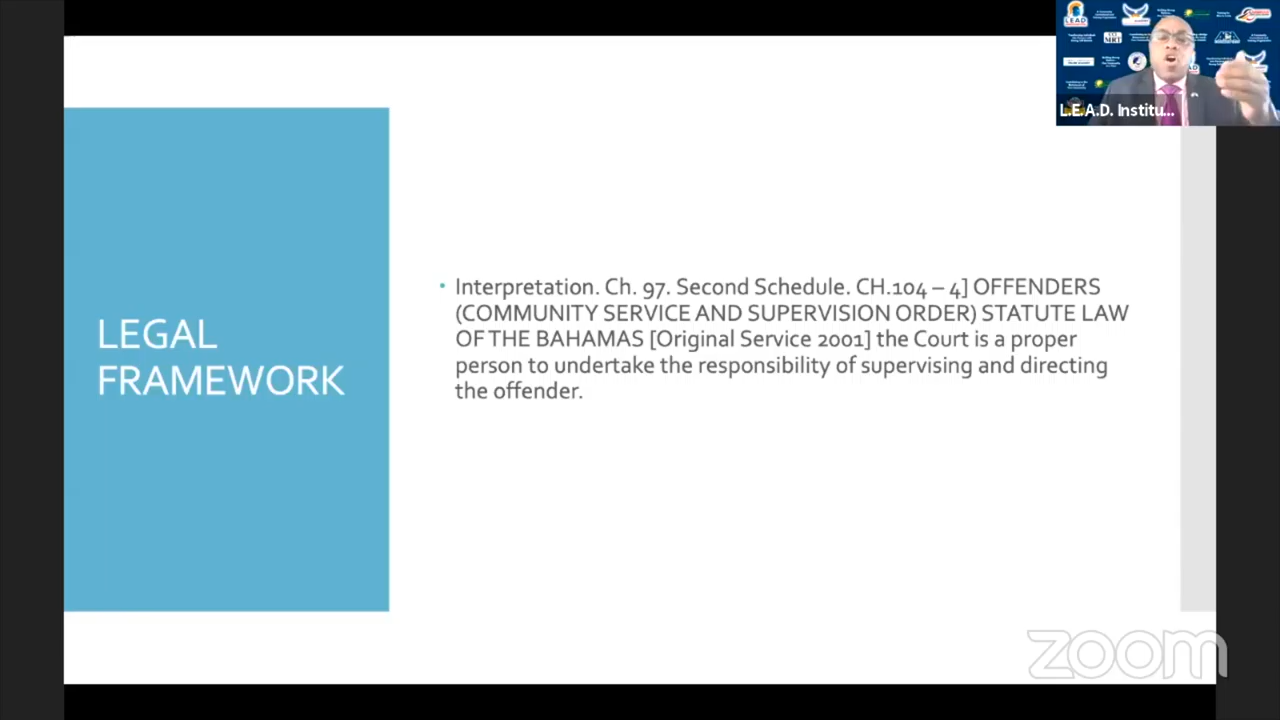 LEAD
L.E.A.D. Institu...
LEGAL
FRAMEWORK
• Interpretation. Ch. 97. Second Schedule. CH.104 – 4] OFFENDERS
(COMMUNITY SERVICE AND SUPERVISION ORDER) STATUTE LAW
OF THE BAHAMAS [Original Service 2001] the Court is a proper
person to undertake the responsibility of supervising and directing
the offender.
zoom